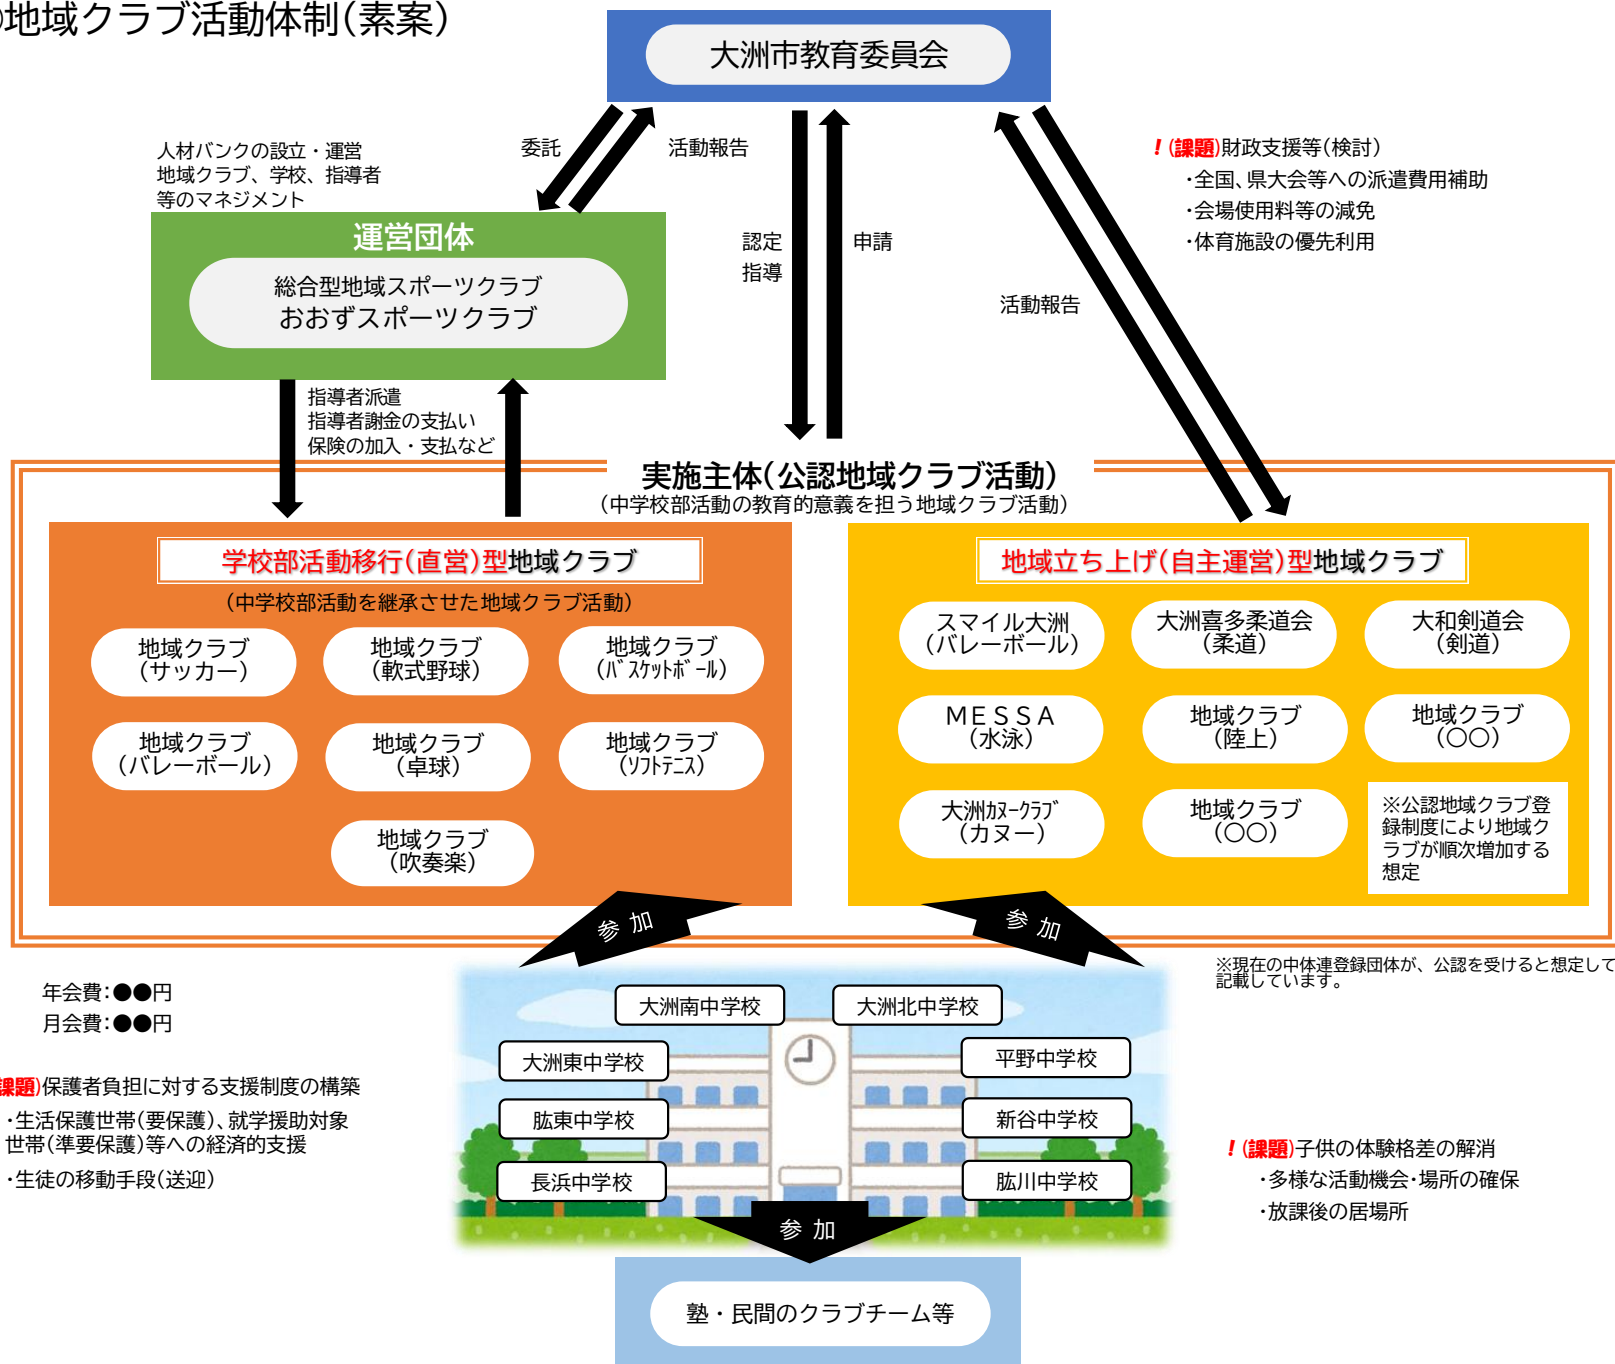 地域クラブ活動体制(素案)
大洲市教育委員会
人材バンクの設立・運営
地域クラブ、学校、指導者
等のマネジメント
委託
活動報告
運営団体
総合型地域スポーツクラブ
おおずスポーツクラブ
認定
指導
申請
活動報告
！(課題)財政支援等(検討)
・全国、県大会等への派遣費用補助
・会場使用料等の減免
・体育施設の優先利用
指導者派遣
指導者謝金の支払い
保険の加入・支払など
実施主体(公認地域クラブ活動)
(中学校部活動の教育的意義を担う地域クラブ活動)
学校部活動移行(直営)型地域クラブ
(中学校部活動を継承させた地域クラブ活動)
地域クラブ
(サッカー)
地域クラブ
(軟式野球)
地域クラブ
(ﾊﾞｽｹｯﾄﾎﾞｰﾙ)
地域クラブ
(バレーボール)
地域クラブ
(卓球)
地域クラブ
(ｿﾌﾄﾃﾆｽ)
地域クラブ
(吹奏楽)
地域立ち上げ(自主運営)型地域クラブ
スマイル大洲
(バレーボール)
大洲喜多柔道会
(柔道)
大和剣道会
(剣道)
ＭＥＳＳＡ
(水泳)
地域クラブ
(陸上)
地域クラブ
(〇〇)
大洲ｶﾇｰｸﾗﾌﾞ
(カヌー)
地域クラブ
(〇〇)
※公認地域クラブ登
録制度により地域ク
ラブが順次増加する
想定
参加
参加
※現在の中体連登録団体が、公認を受けると想定して
記載しています。
年会費：●●円
月会費：●●円
課題)保護者負担に対する支援制度の構築
・生活保護世帯(要保護)、就学援助対象
世帯(準要保護)等への経済的支援
・生徒の移動手段(送迎)
大洲南中学校
大洲北中学校
大洲東中学校
平野中学校
肱東中学校
新谷中学校
長浜中学校
肱川中学校
！(課題)子供の体験格差の解消
・多様な活動機会・場所の確保
・放課後の居場所
参加
塾・民間のクラブチーム等